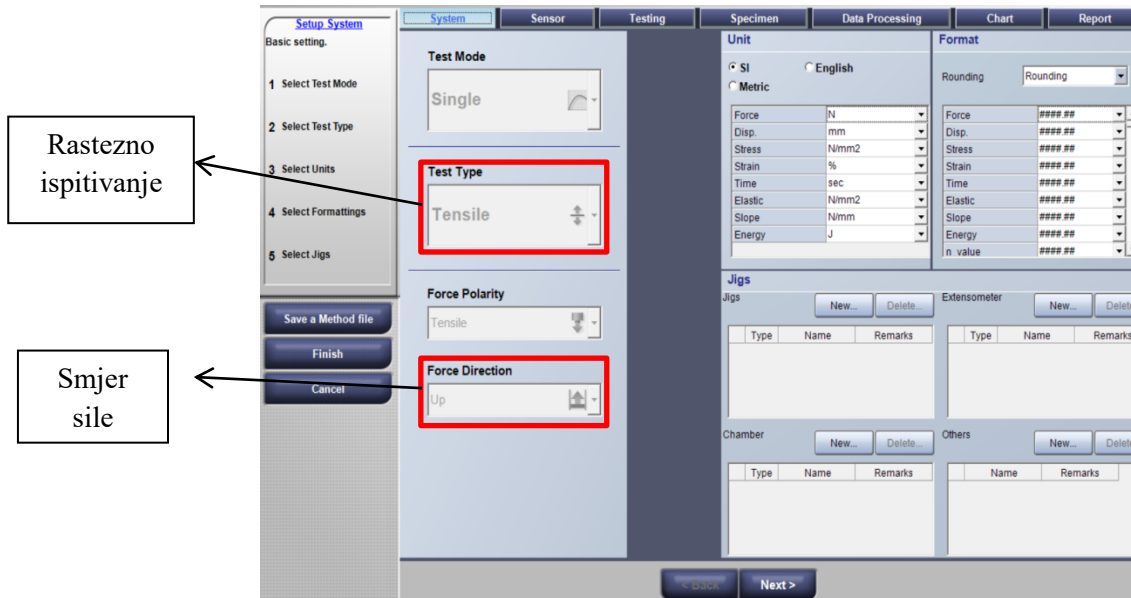 Rastezno
ispitivanje
Smjer
sile
Setup System
Basic setting.
1 Select Test Mode
2 Select Test Type
3 Select Units
4 Select Formattings
5 Select Jigs
Save a Method file
Finish
Cancel
System Sensor Testing Specimen Data Processing Chart Report
Test Mode
Single
Test Type
Tensile
Force Polarity
Tensile
Force Direction
Up
Unit
SI English
Metric
Force N
Disp. mm
Stress N/mm2
Strain %
Time sec
Elastic N/mm2
Slope N/mm
Energy J
Format
Rounding Rounding
Force ####.##
Disp. ####.##
Stress ####.##
Strain ####.##
Time ####.##
Elastic ####.##
Slope ####.##
Energy ####.##
n_value ####.##
Jigs
Jigs New... Delete...
Type Name Remarks
Extensometer New... Delet
Type Name Remarks
Chamber New... Delete...
Type Name Remarks
Others New... Delet
Name Remarks
< Back Next >